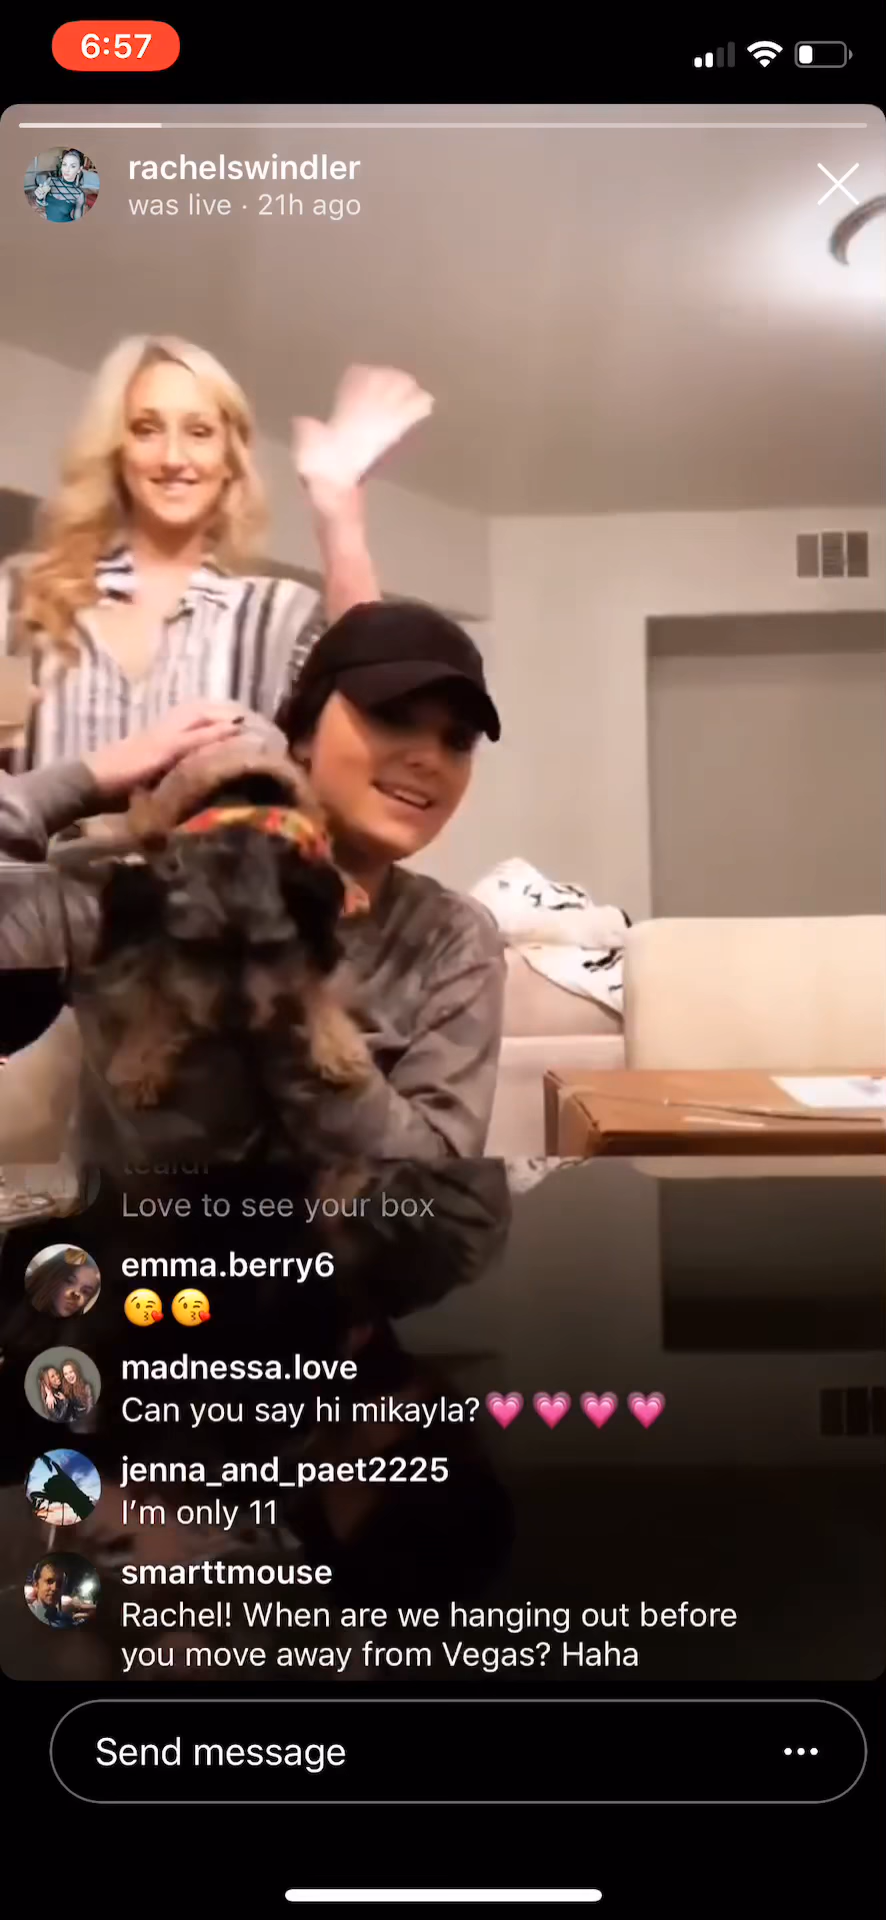 6:57
rachelswindler
was live · 21h ago
Love to see your box
emma.berry6
😘😘
madnessa.love
Can you say hi mikayla?💗💗💗💗
jenna_and_paet2225
I’m only 11
smarttmouse
Rachel! When are we hanging out before
you move away from Vegas? Haha
Send message